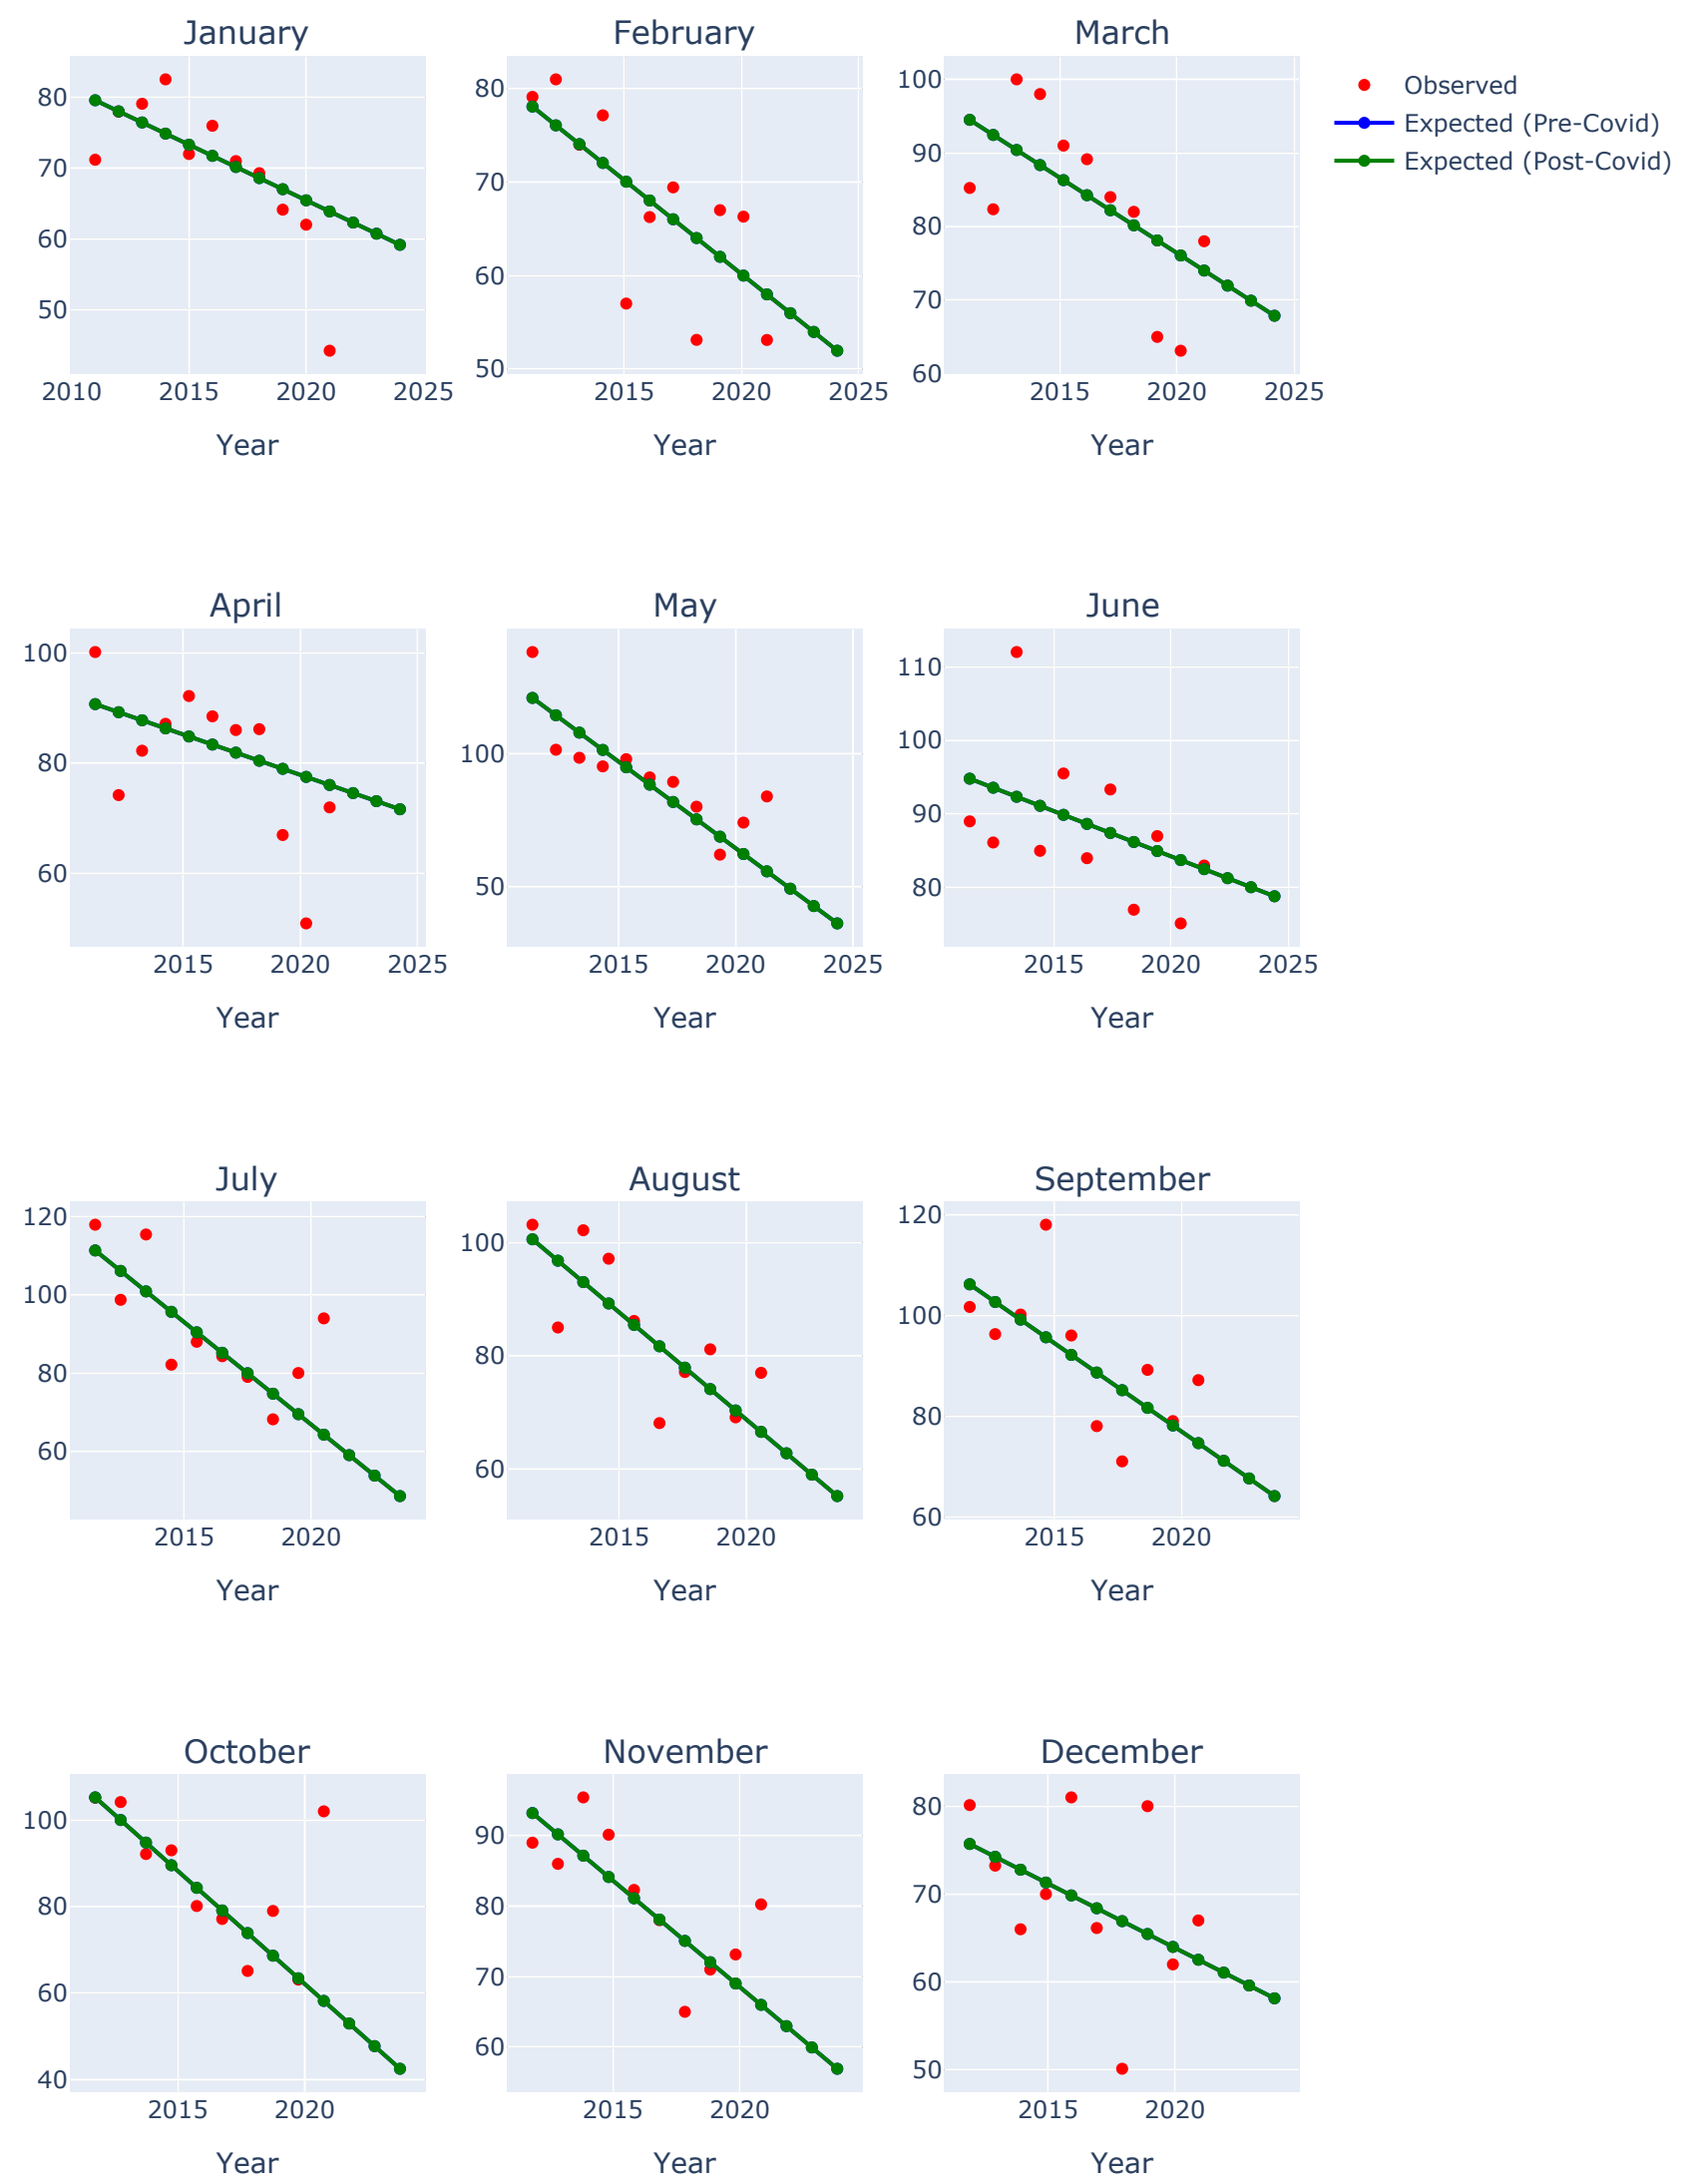 January February March
80
70
60
50
2010 2015 2020 2025
Year
80
70
60
50
2015 2020 2025
Year
100
90
80
70
60
2015 2020 2025
Year
Observed
Expected (Pre-Covid)
Expected (Post-Covid)
April May June
100
80
60
2015 2020 2025
Year
100
50
2015 2020 2025
Year
110
100
90
80
2015 2020 2025
Year
July August September
120
100
80
60
2015 2020
Year
100
80
60
2015 2020
Year
120
100
80
60
2015 2020
Year
October November December
100
80
60
40
2015 2020
Year
90
80
70
60
2015 2020
Year
80
70
60
50
2015 2020
Year